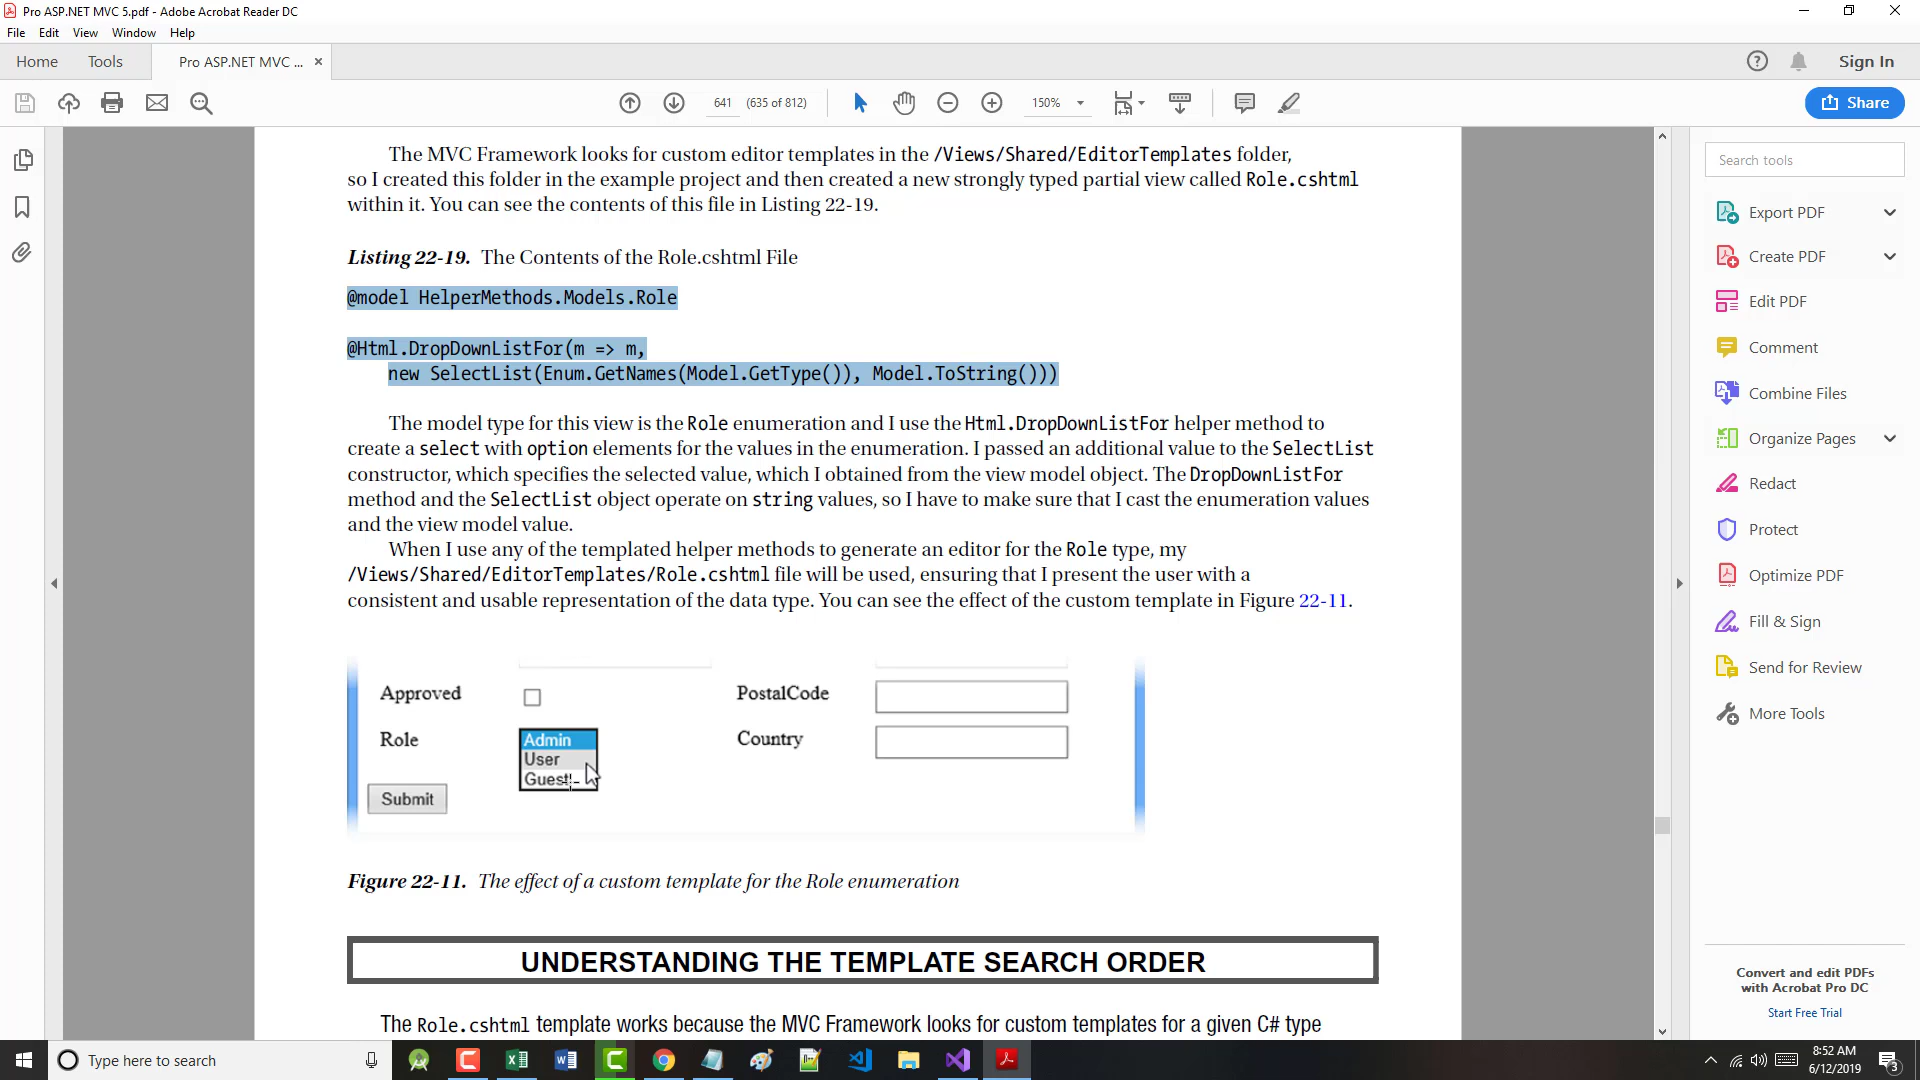 Pro ASP.NET MVC 5.pdf - Adobe Acrobat Reader DC
File Edit View Window Help
Home Tools Pro ASP.NET MVC ... × Sign In
641 (635 of 812) 150% Share
The MVC Framework looks for custom editor templates in the /Views/Shared/EditorTemplates folder,
so I created this folder in the example project and then created a new strongly typed partial view called Role.cshtml
within it. You can see the contents of this file in Listing 22-19.
Listing 22-19. The Contents of the Role.cshtml File
@model HelperMethods.Models.Role
@Html.DropDownListFor(m => m,
new SelectList(Enum.GetNames(Model.GetType()), Model.ToString()))
The model type for this view is the Role enumeration and I use the Html.DropDownListFor helper method to
create a select with option elements for the values in the enumeration. I passed an additional value to the SelectList
constructor, which specifies the selected value, which I obtained from the view model object. The DropDownListFor
method and the SelectList object operate on string values, so I have to make sure that I cast the enumeration values
and the view model value.
When I use any of the templated helper methods to generate an editor for the Role type, my
/Views/Shared/EditorTemplates/Role.cshtml file will be used, ensuring that I present the user with a
consistent and usable representation of the data type. You can see the effect of the custom template in Figure 22-11.
Approved PostalCode
Role Admin Country
User
Guest
Submit
Figure 22-11. The effect of a custom template for the Role enumeration
UNDERSTANDING THE TEMPLATE SEARCH ORDER
The Role.cshtml template works because the MVC Framework looks for custom templates for a given C# type
Search tools
Export PDF
Create PDF
Edit PDF
Comment
Combine Files
Organize Pages
Redact
Protect
Optimize PDF
Fill & Sign
Send for Review
More Tools
Convert and edit PDFs
with Acrobat Pro DC
Start Free Trial
Type here to search
8:52 AM
6/12/2019
3